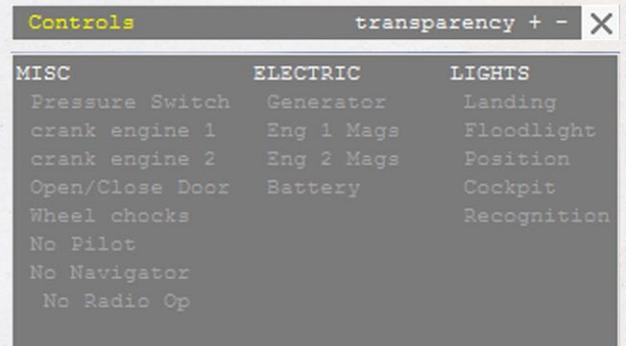 Controls transparency + -
MISC ELECTRIC LIGHTS
Pressure Switch Generator Landing
crank engine 1 Eng 1 Mags Floodlight
crank engine 2 Eng 2 Mags Position
Open/Close Door Battery Cockpit
Wheel chocks Recognition
No Pilot
No Navigator
No Radio Op